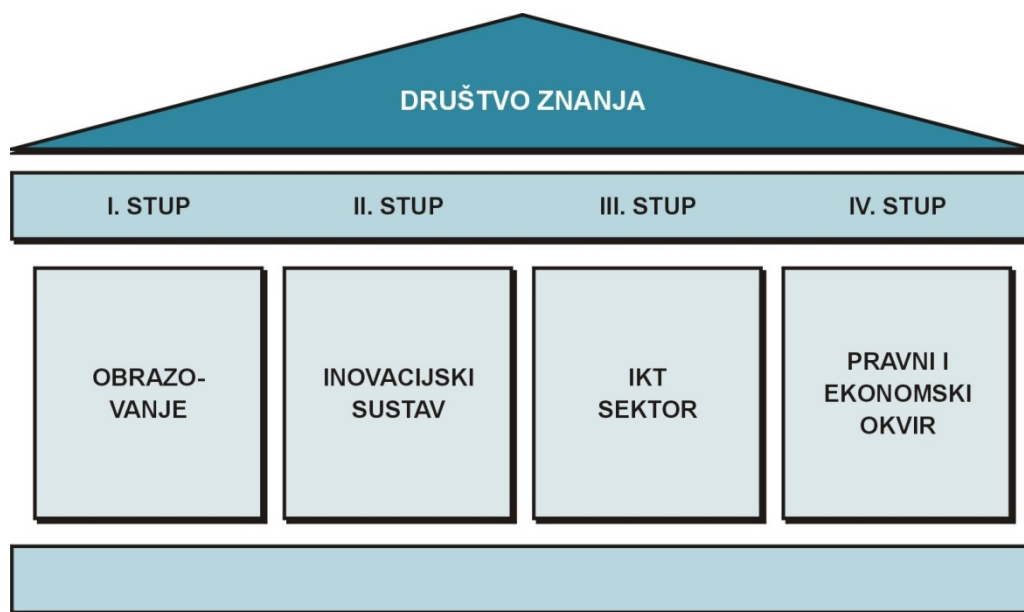 DRUŠTVO ZNANJA
I. STUP
II. STUP
III. STUP
IV. STUP
OBRAZO-
VANJE
INOVACIJSKI
SUSTAV
IKT
SEKTOR
PRAVNI I
EKONOMSKI
OKVIR